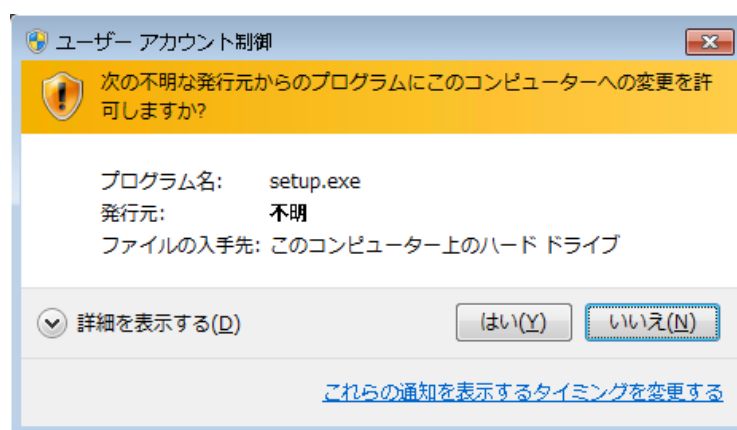 ユーザー アカウント制御
次の不明な発行元からのプログラムにこのコンピューターへの変更を許
可しますか?
プログラム名: setup.exe
発行元: 不明
ファイルの入手先: このコンピューター上のハード ドライブ
詳細を表示する(D)
はい(Y)
いいえ(N)
これらの通知を表示するタイミングを変更する